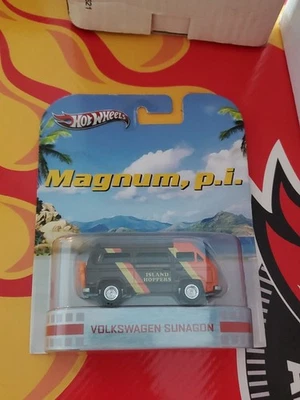 HOT WHEELS
Magnum, p.i.
ISLAND
HOPPERS
VOLKSWAGEN SUNAGON